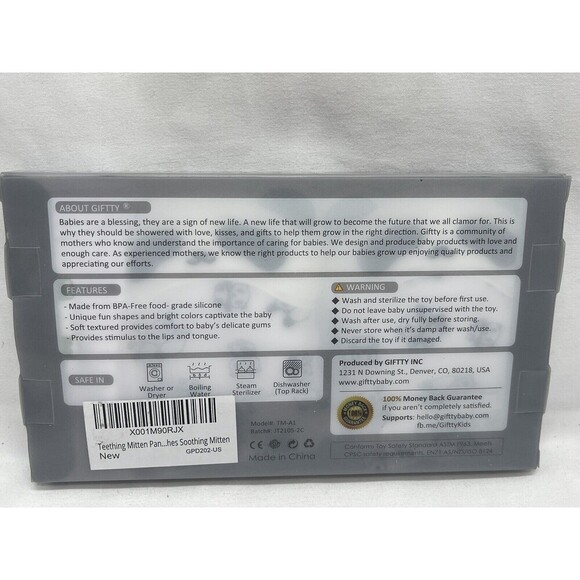 ABOUT GIFTTY ®
Babies are a blessing, they are a sign of new life. A new life that will grow to become the future that we all clamor for. This is
why they should be showered with love, kisses, and gifts to help them grow in the right direction. Giftty is a community of
mothers who know and understand the importance of caring for babies. We design and produce baby products with love and
enough care. As experienced mothers, we know the right products to help our babies grow up enjoying quality products and
appreciating our efforts.
FEATURES
- Made from BPA-Free food- grade silicone
- Unique fun shapes and bright colors captivate the baby
- Soft textured provides comfort to baby's delicate gums
- Provides stimulus to the lips and tongue.
WARNING
Wash and sterilize the toy before first use.
Do not leave baby unsupervised with the toy.
Wash after use, dry fully before storing.
Never store when it's damp after wash/use.
Discard the toy if it damaged.
SAFE IN
Washer or
Dryer
Boiling
Water
Steam
Sterilizer
Dishwasher
(Top Rack)
Produced by GIFTTY INC
1231 N Downing St., Denver, CO, 80218, USA
www.gifttybaby.com
100%
100% Money Back Guarantee
if you aren't completely satisfied.
Supports: hello@gifttybaby.com
fb.me/GifttyKids
X001M90RJX
Teething Mitten Pan...hes Soothing Mitten
New
GPD202-US
Model#: TM-A1
Batch#:
CE
Made in China